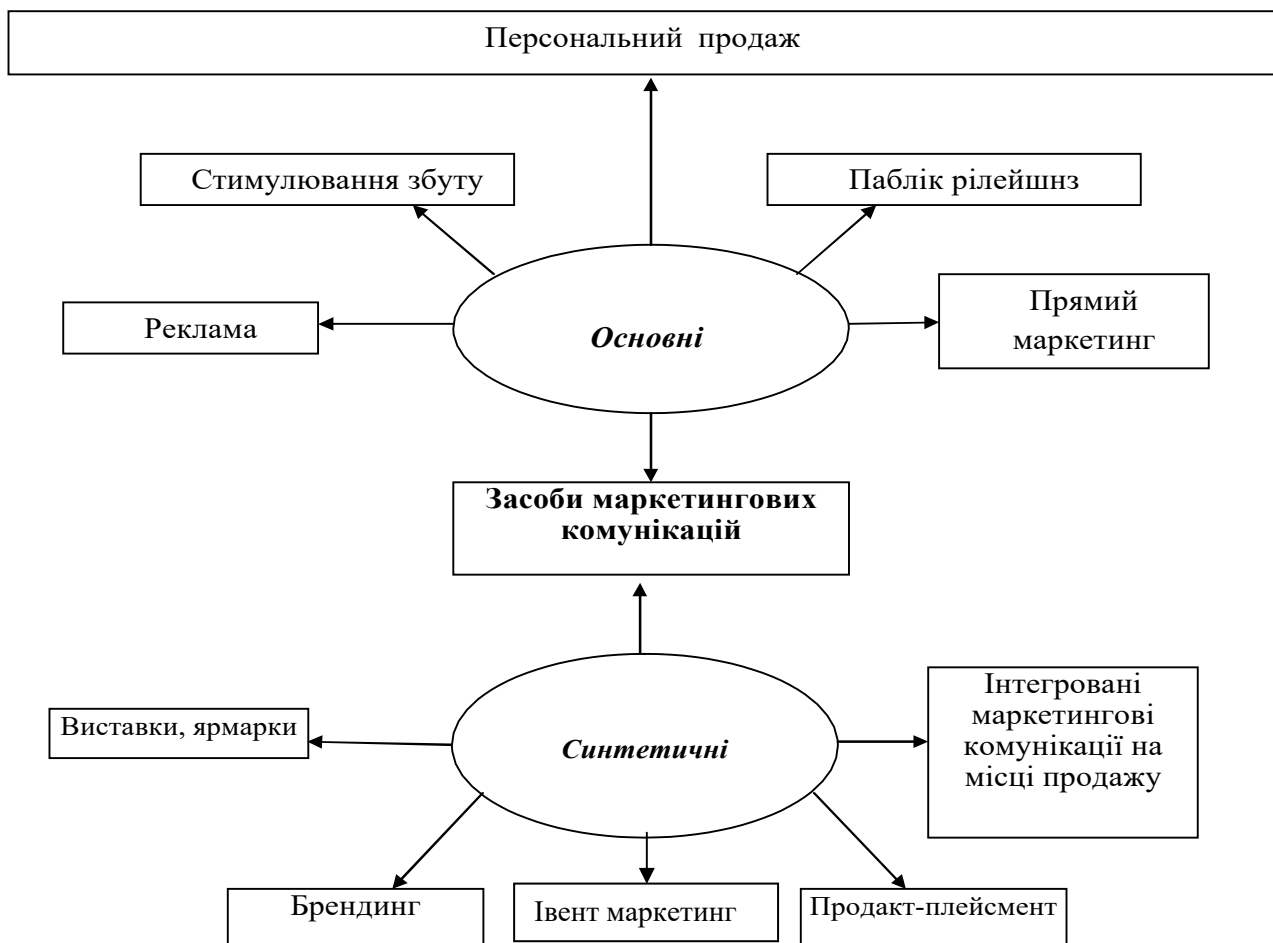 Персональний продаж
Стимулювання збуту
Паблік рілейшнз
Реклама
Основні
Прямий
маркетинг
Засоби маркетингових
комунікацій
Виставки, ярмарки
Синтетичні
Інтегровані
маркетингові
комунікації на
місці продажу
Брендинг
Івент маркетинг
Продакт-плейсмент